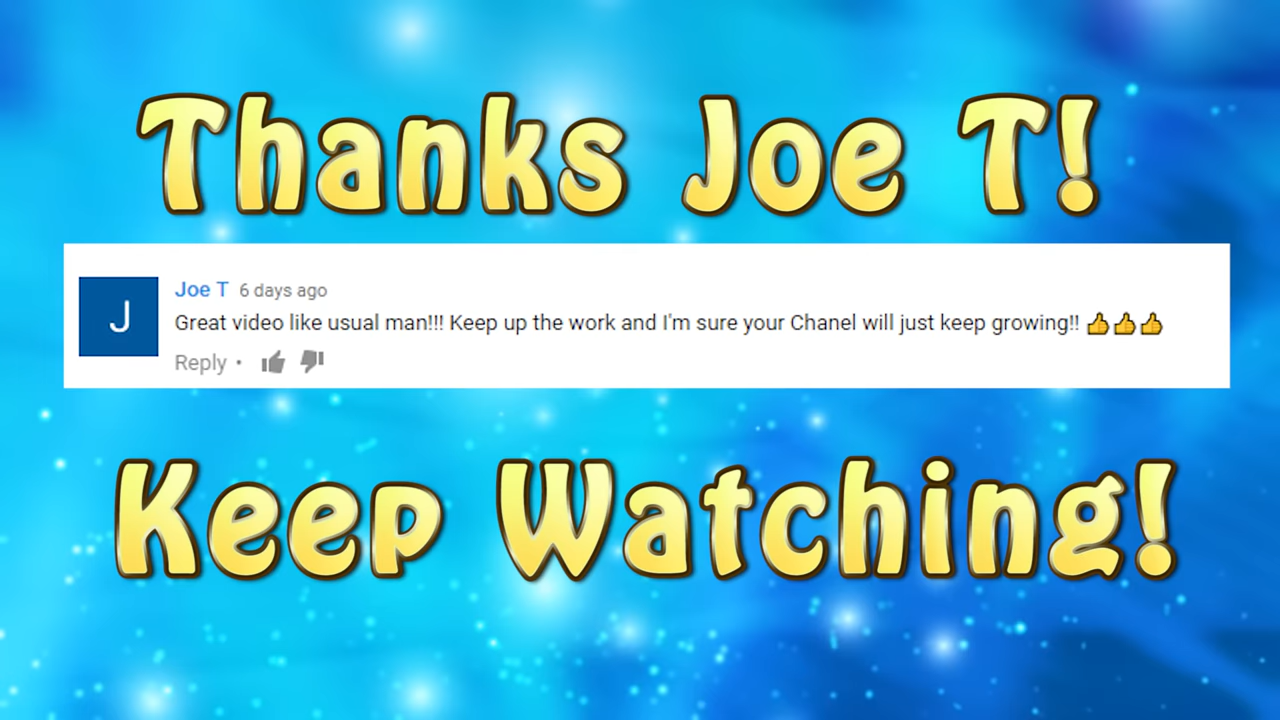 Thanks Joe T!
J
Joe T 6 days ago
Great video like usual man!!! Keep up the work and I'm sure your Chanel will just keep growing!! 👍👍👍
Reply •
Keep Watching!